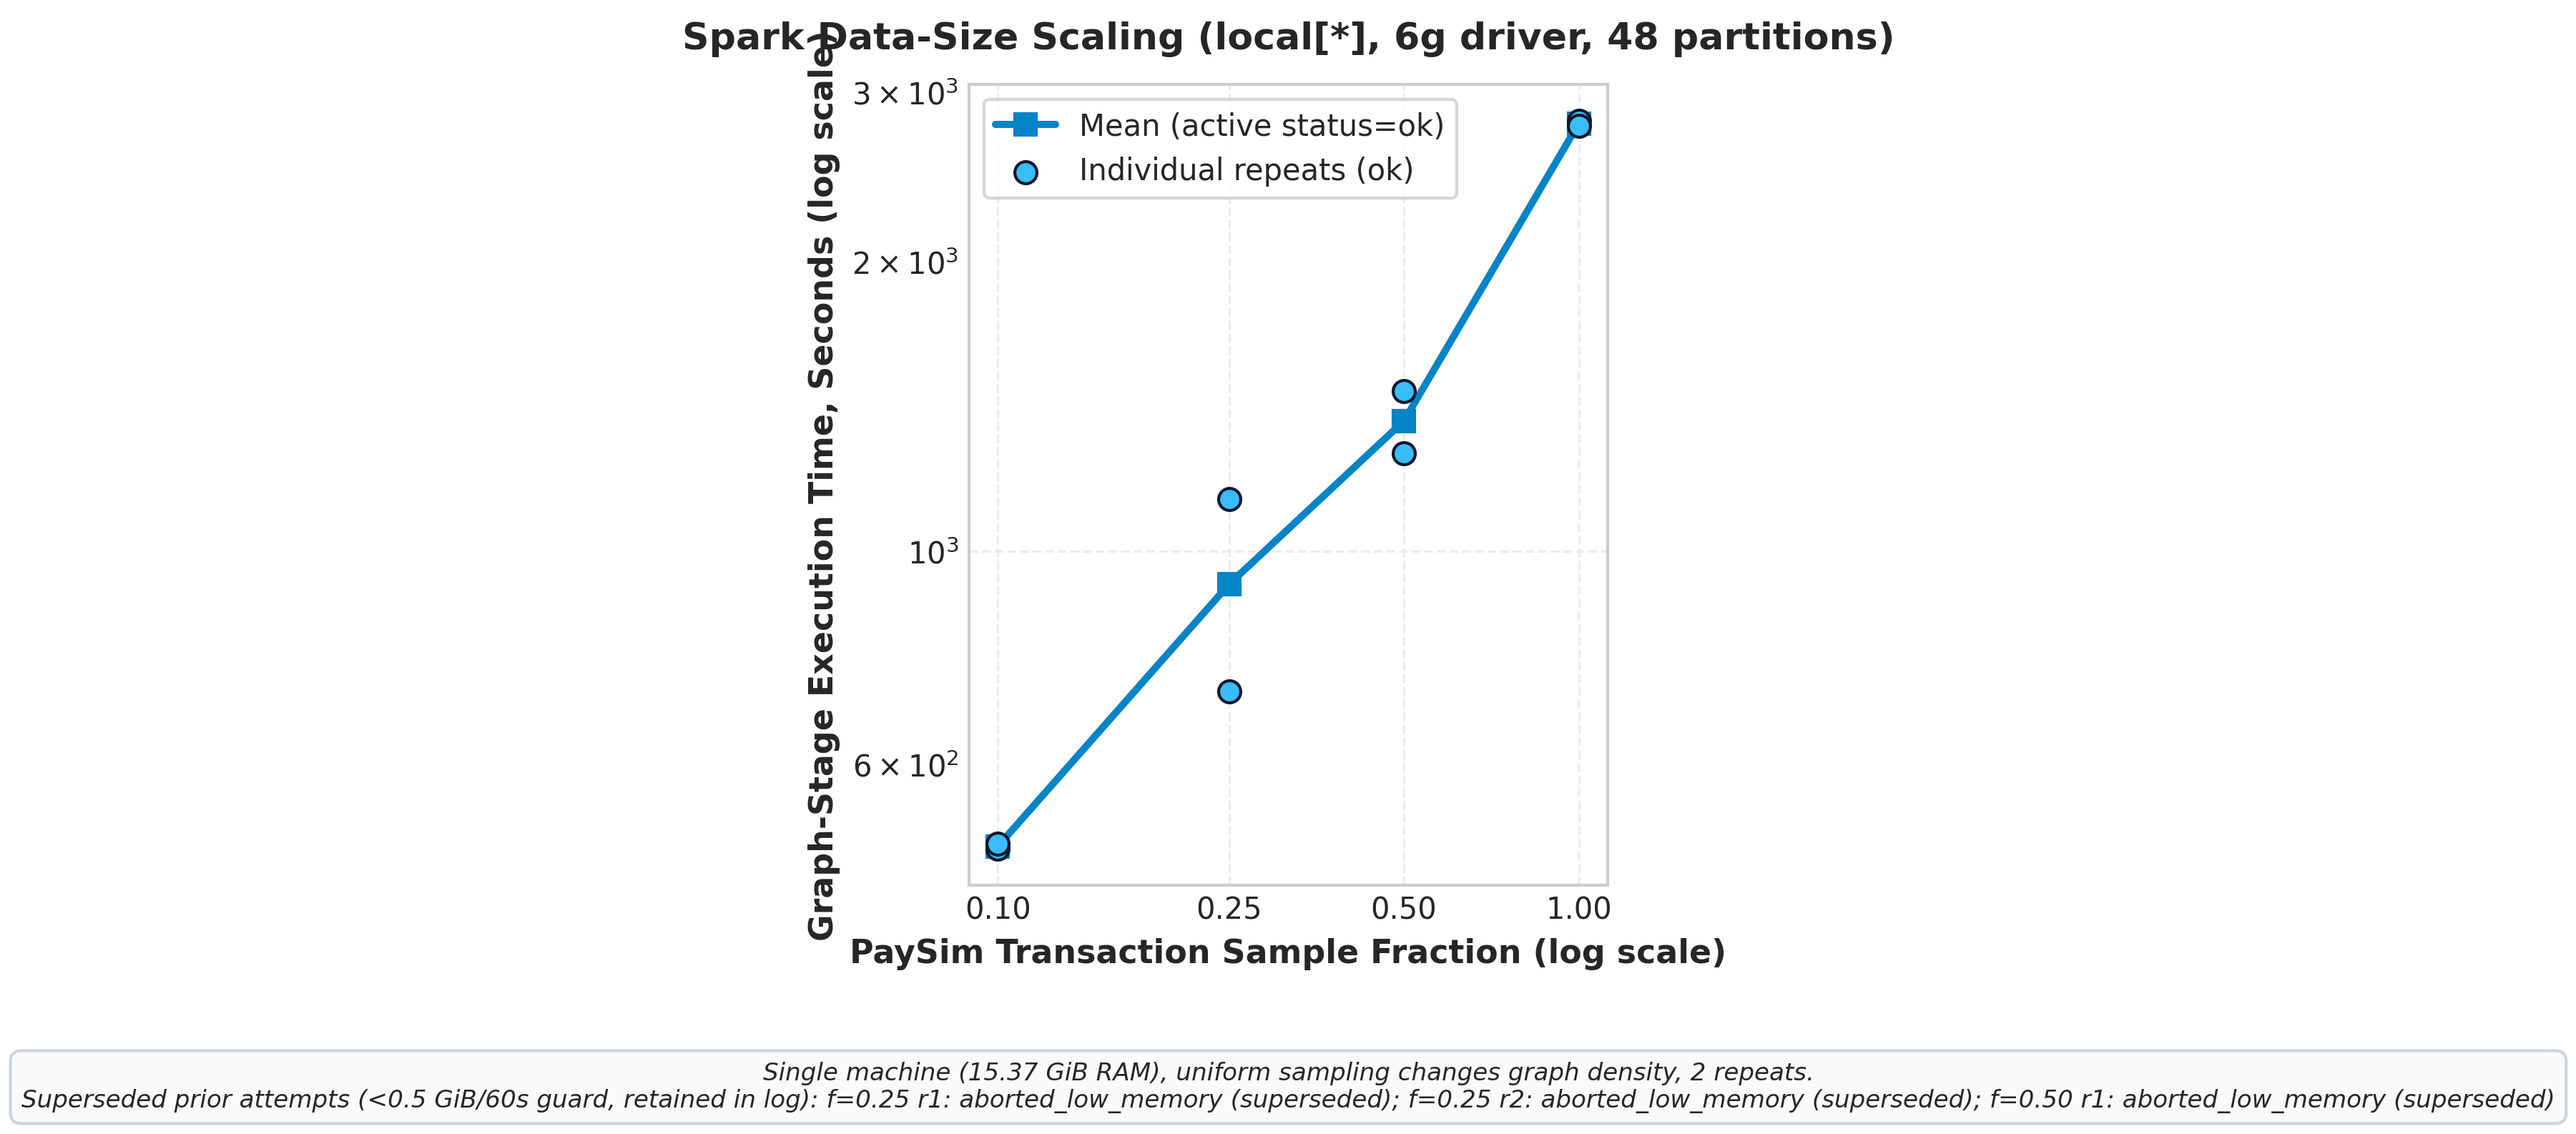 Spark Data-Size Scaling (local[*], 6g driver, 48 partitions)
Graph-Stage Execution Time, Seconds (log scale)
3 × 10³
2 × 10³
10³
6 × 10²
Mean (active status=ok)
Individual repeats (ok)
0.10 0.25 0.50 1.00
PaySim Transaction Sample Fraction (log scale)
Single machine (15.37 GiB RAM), uniform sampling changes graph density, 2 repeats.
Superseded prior attempts (<0.5 GiB/60s guard, retained in log): f=0.25 r1: aborted_low_memory (superseded); f=0.25 r2: aborted_low_memory (superseded); f=0.50 r1: aborted_low_memory (superseded)